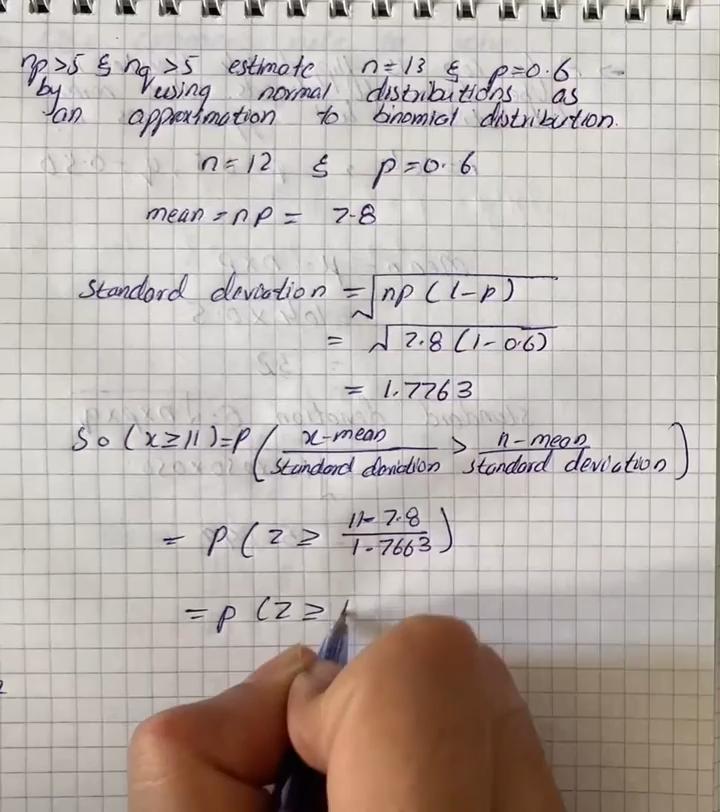 np>5 & nq >5 estimate n=13 & p=0.6
by using normal distributions as
an approximation to binomial distribution.
n=12 & p=0.6
mean = np = 7.8
Standard deviation = √np(1-p)
= √7.8(1-0.6)
= 1.7763
So (x≥11)=P(x-mean/standard deviation > n-mean/standard deviation)
= P(Z ≥ 11-7.8/1.7663)
= P(Z ≥